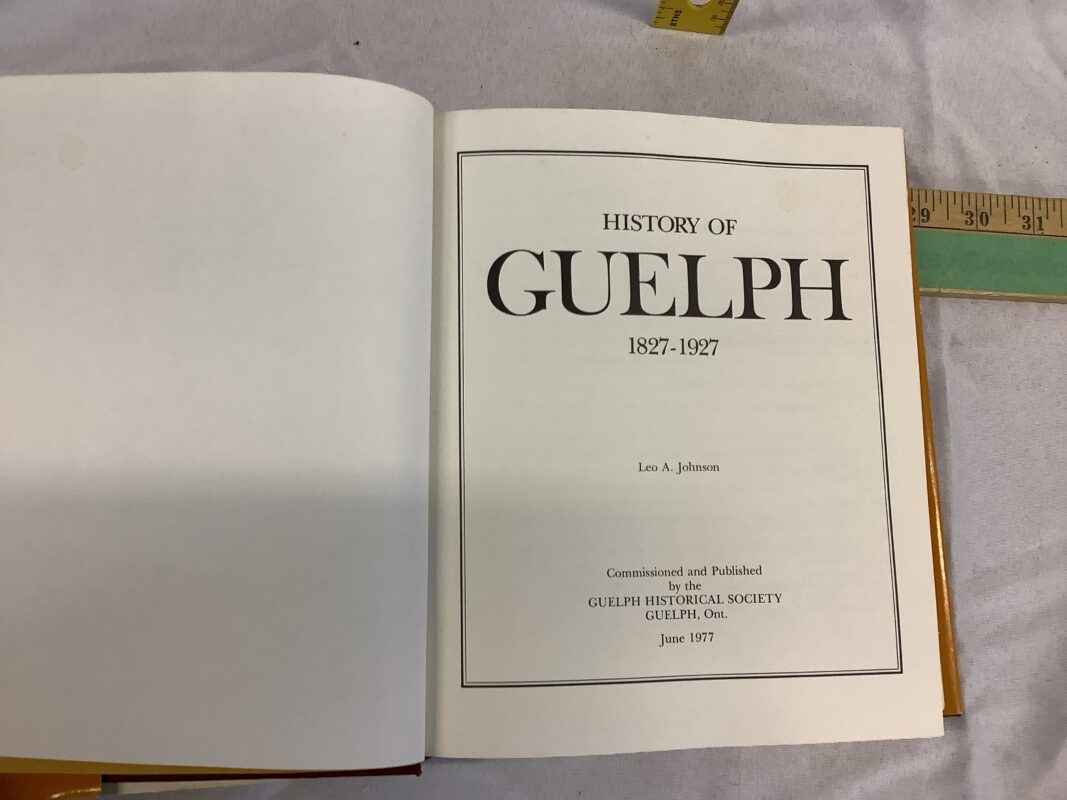 8THS
HISTORY OF
GUELPH
1827-1927
29 30 31
Leo A. Johnson
Commissioned and Published
by the
GUELPH HISTORICAL SOCIETY
GUELPH, Ont.
June 1977